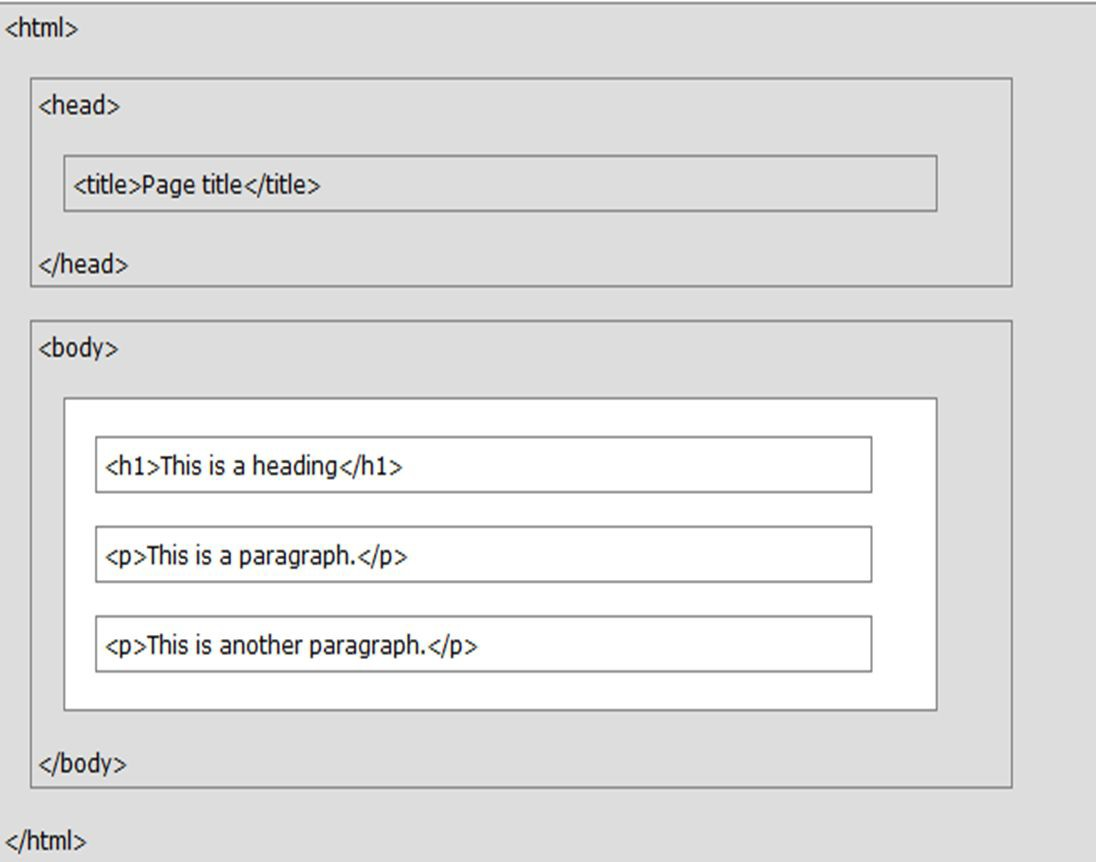 <html>
<head>
<title>Page title</title>
</head>
<body>
<h1>This is a heading</h1>
<p>This is a paragraph.</p>
<p>This is another paragraph.</p>
</body>
</html>